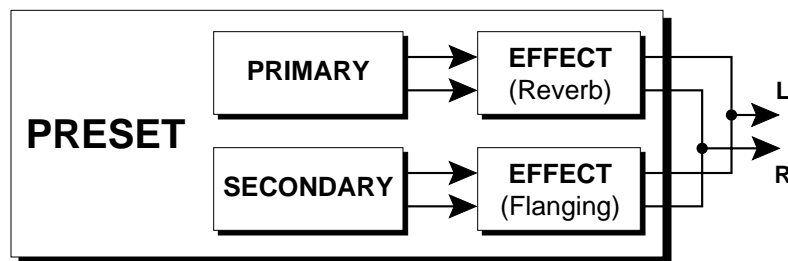 PRESET
PRIMARY
EFFECT
(Reverb)
SECONDARY
EFFECT
(Flanging)
L
R